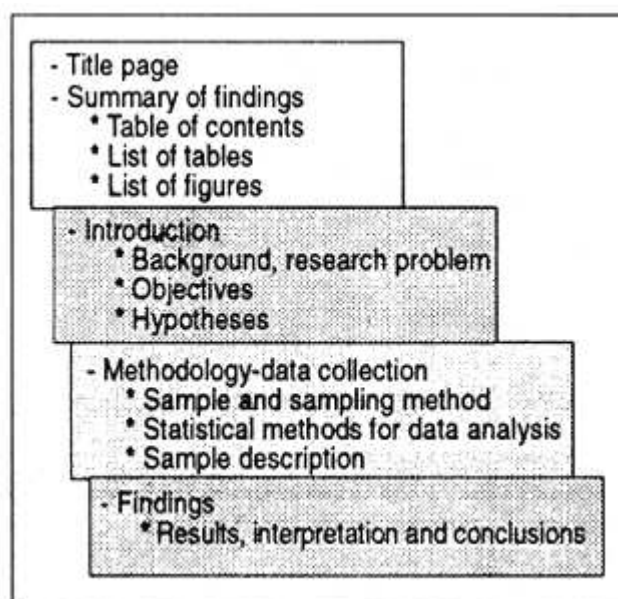 - Title page
- Summary of findings
* Table of contents
* List of tables
* List of figures
- Introduction
* Background, research problem
* Objectives
* Hypotheses
- Methodology-data collection
* Sample and sampling method
* Statistical methods for data analysis
* Sample description
- Findings
* Results, interpretation and conclusions